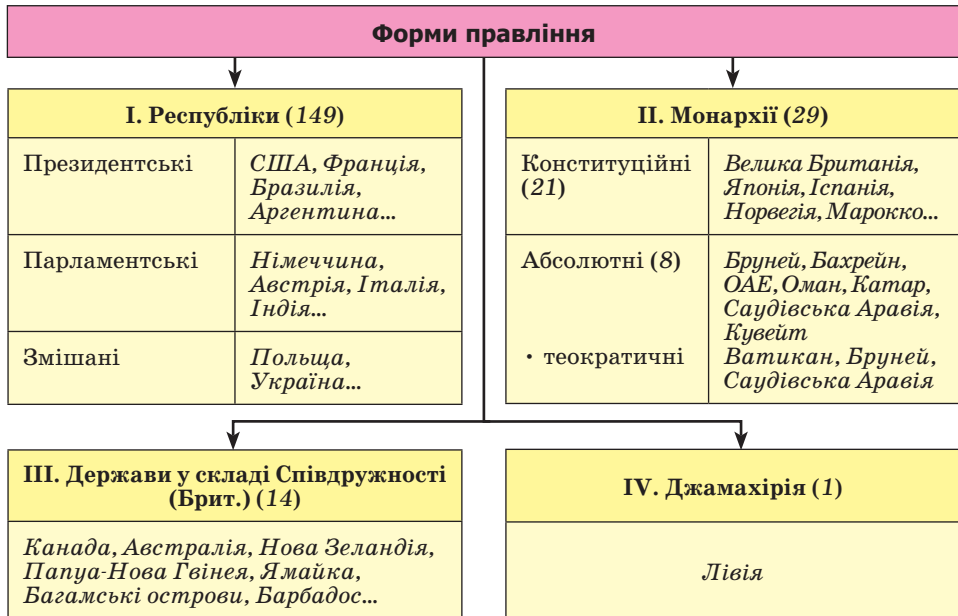 Форми правління
I. Республіки (149)
Президентські
США, Франція,
Бразилія,
Аргентина...
Парламентські
Німеччина,
Австрія, Італія,
Індія...
Змішані
Польща,
Україна...
II. Монархії (29)
Конституційні
(21)
Велика Британія,
Японія, Іспанія,
Норвегія, Марокко...
Абсолютні (8)
Бруней, Бахрейн,
ОАЕ, Оман, Катар,
Саудівська Аравія,
Кувейт
• теократичні
Ватикан, Бруней,
Саудівська Аравія
III. Держави у складі Співдружності
(Брит.) (14)
Канада, Австралія, Нова Зеландія,
Папуа-Нова Гвінея, Ямайка,
Багамські острови, Барбадос...
IV. Джамахірія (1)
Лівія